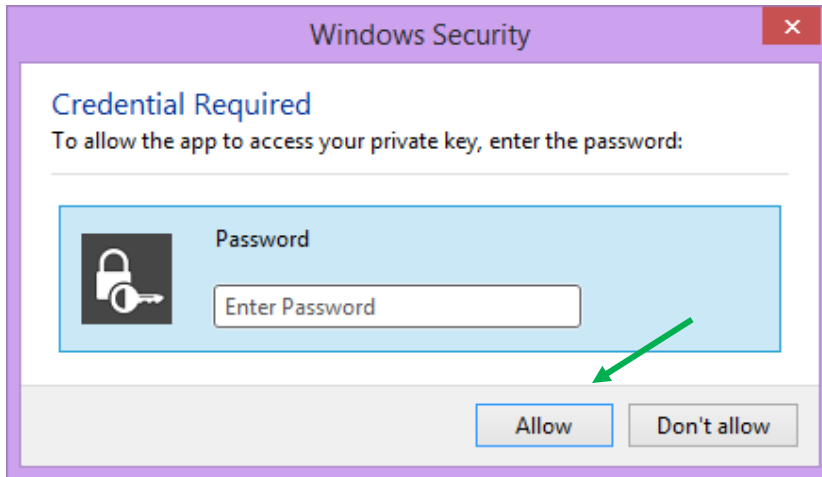 Windows Security
Credential Required
To allow the app to access your private key, enter the password:
Password
Enter Password
Allow
Don't allow